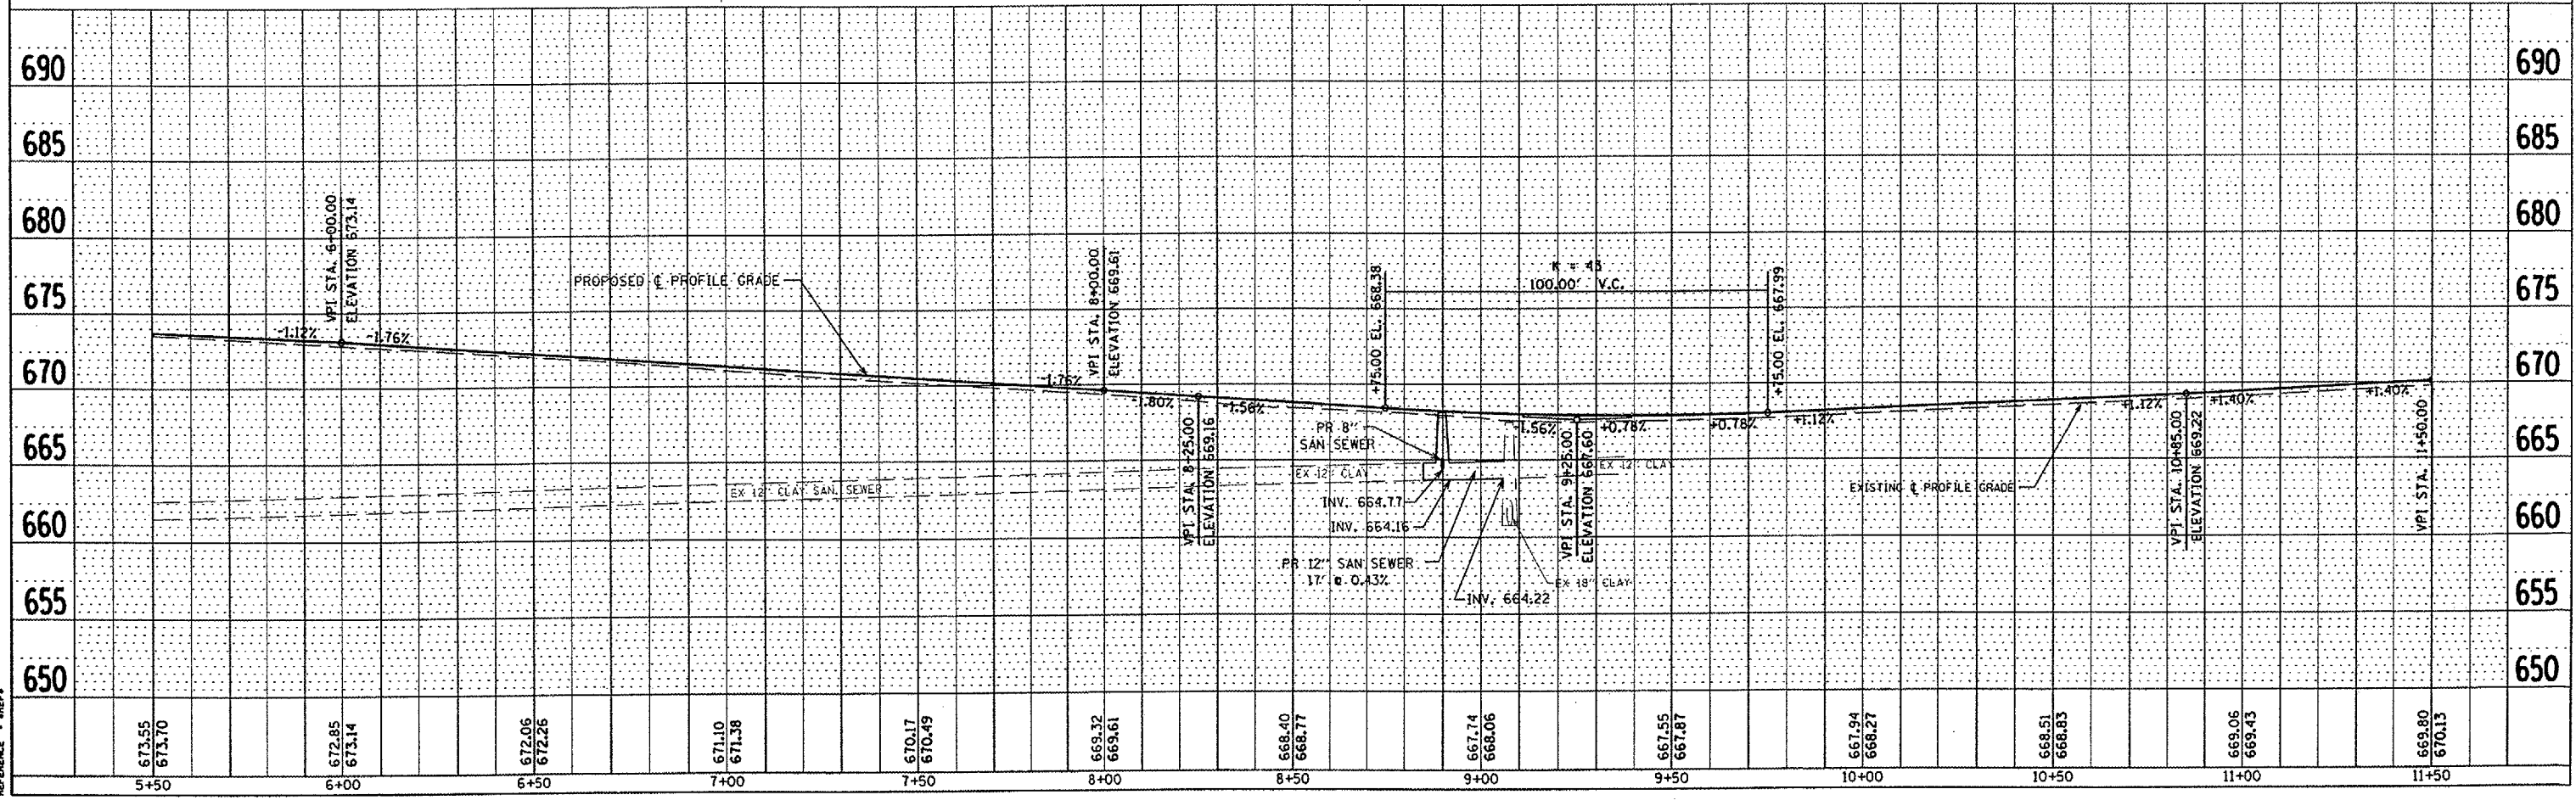 690
690
685
685
680
680
675
675
670
670
665
665
660
660
655
655
650
650
VPI STA. 6+00.00
ELEVATION 673.14
PROPOSED ℄ PROFILE GRADE
-1.12%
-1.76%
-1.76%
VPI STA. 8+00.00
ELEVATION 669.61
-1.80%
-1.56%
VPI STA. 8+25.00
ELEVATION 669.16
+75.00 EL. 668.38
K = 43
100.00' V.C.
+75.00 EL. 667.99
-1.56%
+0.78%
+0.78%
+1.12%
VPI STA. 9+25.00
ELEVATION 667.60
PR 8"
SAN SEWER
EX 12" CLAY
EX 12" CLAY
EX 12" CLAY SAN. SEWER
INV. 664.77
INV. 664.16
PR 12" SAN SEWER
17' @ 0.43%
INV. 664.22
EX 18" CLAY
EXISTING ℄ PROFILE GRADE
+1.12%
+1.40%
+1.40%
VPI STA. 10+85.00
ELEVATION 669.22
VPI STA. 11+50.00
673.55
673.70
672.85
673.14
672.06
672.26
671.10
671.38
670.17
670.49
669.32
669.61
668.40
668.77
667.74
668.06
667.55
667.87
667.94
668.27
668.51
668.83
669.06
669.43
669.80
670.13
5+50
6+00
6+50
7+00
7+50
8+00
8+50
9+00
9+50
10+00
10+50
11+00
11+50